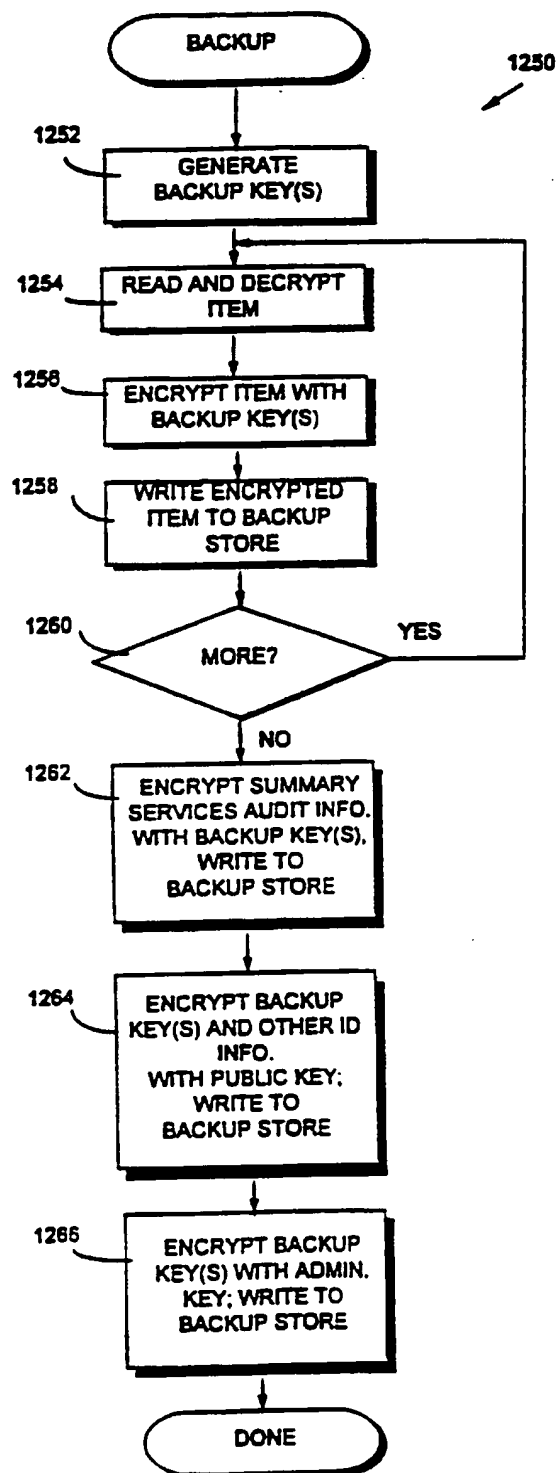 BACKUP
1250
1252
GENERATE
BACKUP KEY(S)
1254
READ AND DECRYPT
ITEM
1256
ENCRYPT ITEM WITH
BACKUP KEY(S)
1258
WRITE ENCRYPTED
ITEM TO BACKUP
STORE
1260
MORE?
YES
NO
1262
ENCRYPT SUMMARY
SERVICES AUDIT INFO.
WITH BACKUP KEY(S),
WRITE TO
BACKUP STORE
1264
ENCRYPT BACKUP
KEY(S) AND OTHER ID
INFO.
WITH PUBLIC KEY;
WRITE TO
BACKUP STORE
1266
ENCRYPT BACKUP
KEY(S) WITH ADMIN.
KEY; WRITE TO
BACKUP STORE
DONE